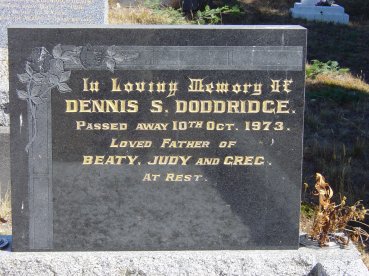 In Loving Memory Of
DENNIS S. DODDRIDGE.
PASSED AWAY 10TH OCT. 1973.
LOVED FATHER OF
BEATY, JUDY AND GREG.
AT REST.